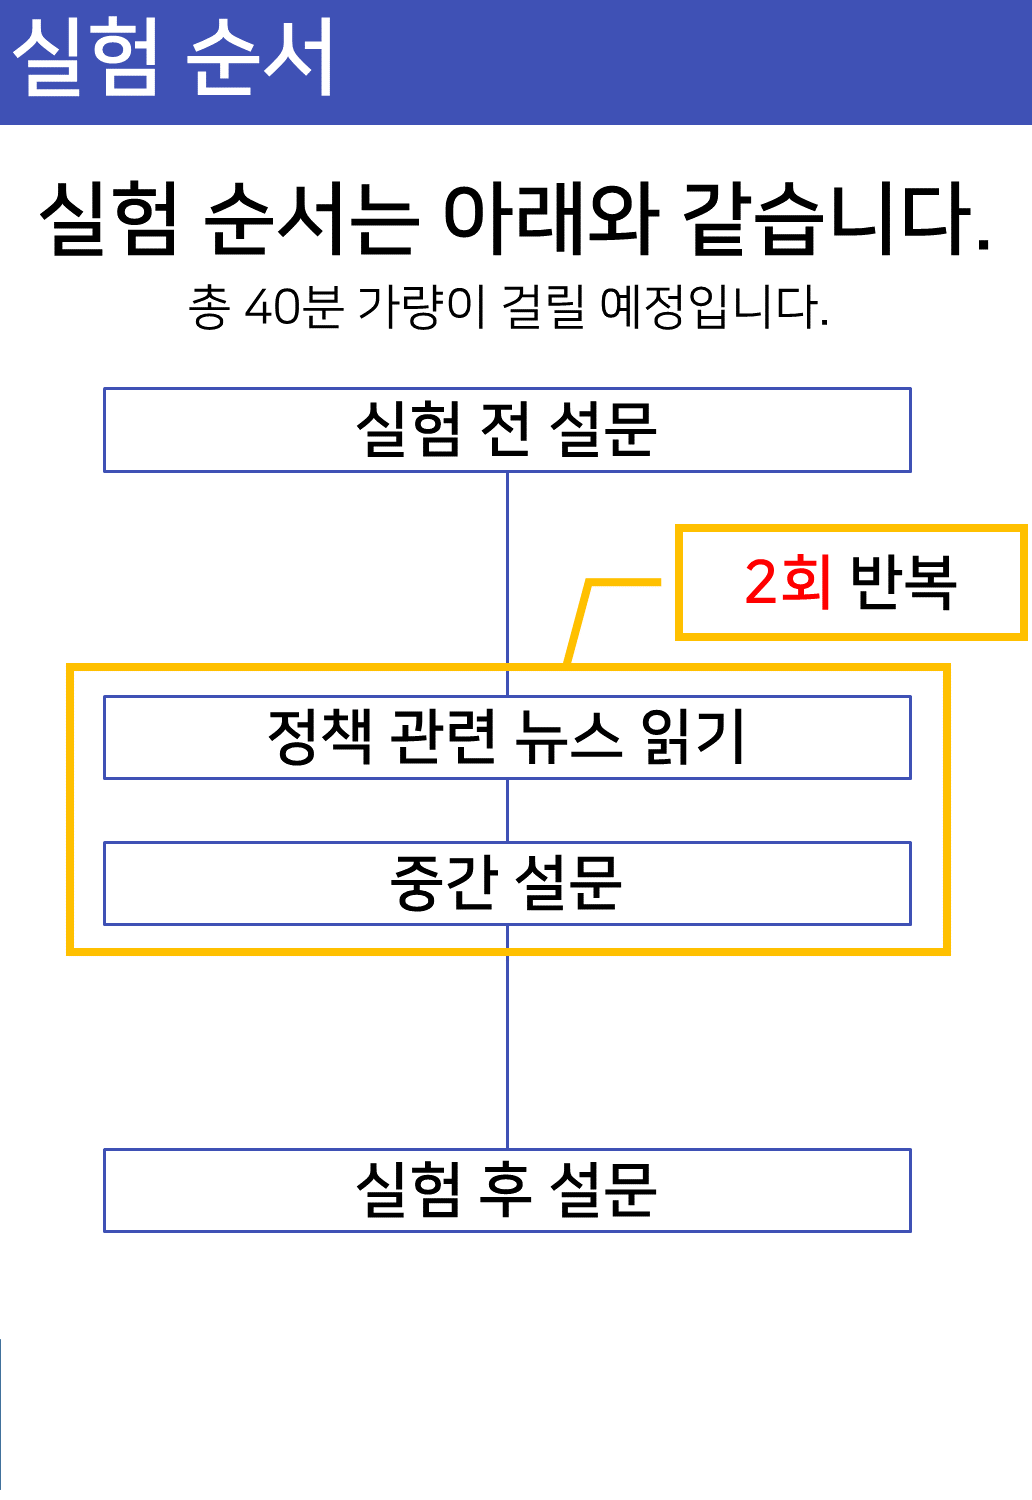 실험 순서
실험 순서는 아래와 같습니다.
총 40분 가량이 걸릴 예정입니다.
실험 전 설문
2회 반복
정책 관련 뉴스 읽기
중간 설문
실험 후 설문